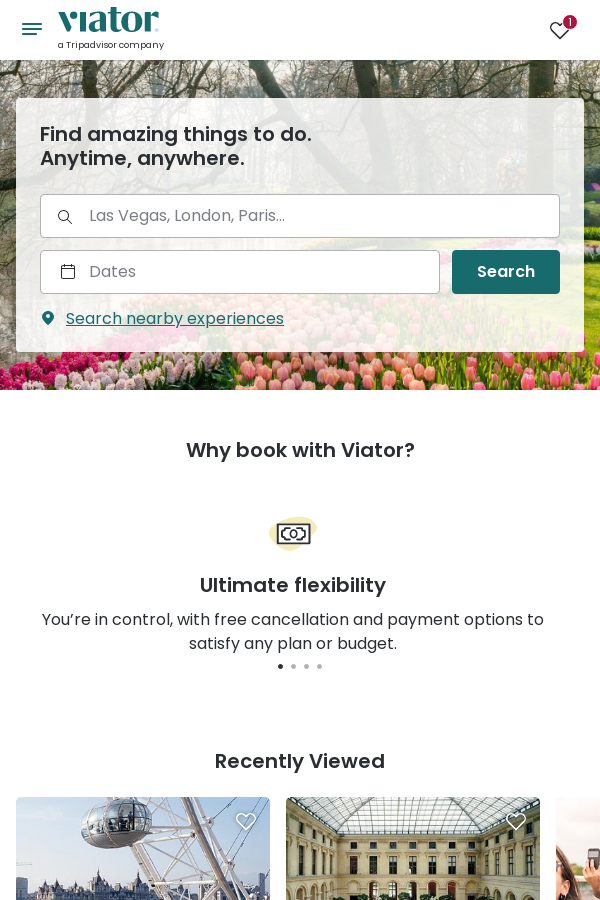 viator
a Tripadvisor company
1
Find amazing things to do.
Anytime, anywhere.
Las Vegas, London, Paris...
Dates
Search
Search nearby experiences
Why book with Viator?
Ultimate flexibility
You’re in control, with free cancellation and payment options to
satisfy any plan or budget.
Recently Viewed